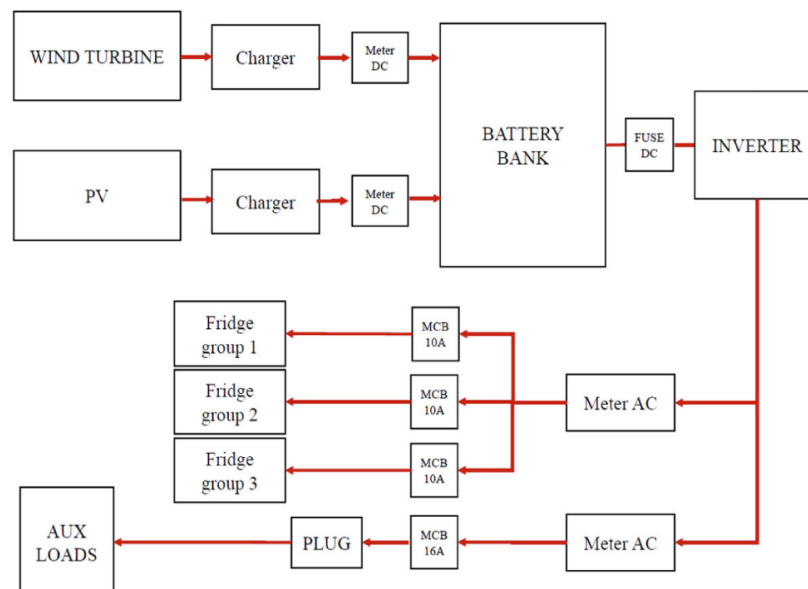 WIND TURBINE
Charger
Meter
DC
BATTERY
BANK
FUSE
DC
INVERTER
PV
Charger
Meter
DC
Fridge
group 1
MCB
10A
Fridge
group 2
MCB
10A
Meter AC
Fridge
group 3
MCB
10A
AUX
LOADS
PLUG
MCB
16A
Meter AC